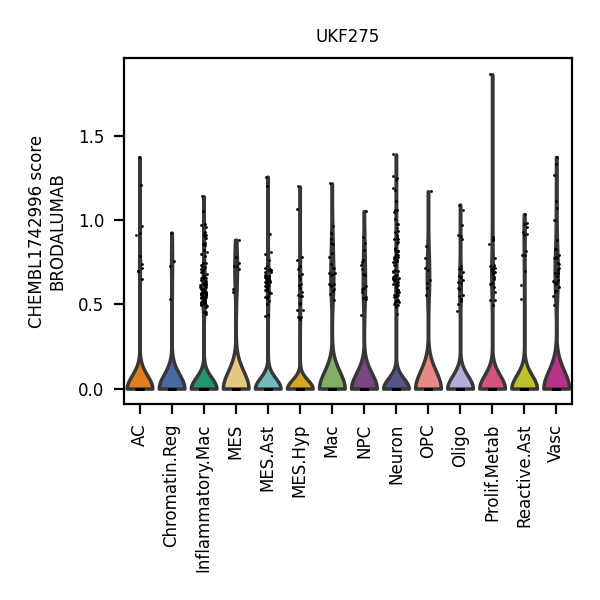 UKF275
CHEMBL1742996 score
BRODALUMAB
1.5
1.0
0.5
0.0
AC
Chromatin.Reg
Inflammatory.Mac
MES
MES.Ast
MES.Hyp
Mac
NPC
Neuron
OPC
Oligo
Prolif.Metab
Reactive.Ast
Vasc